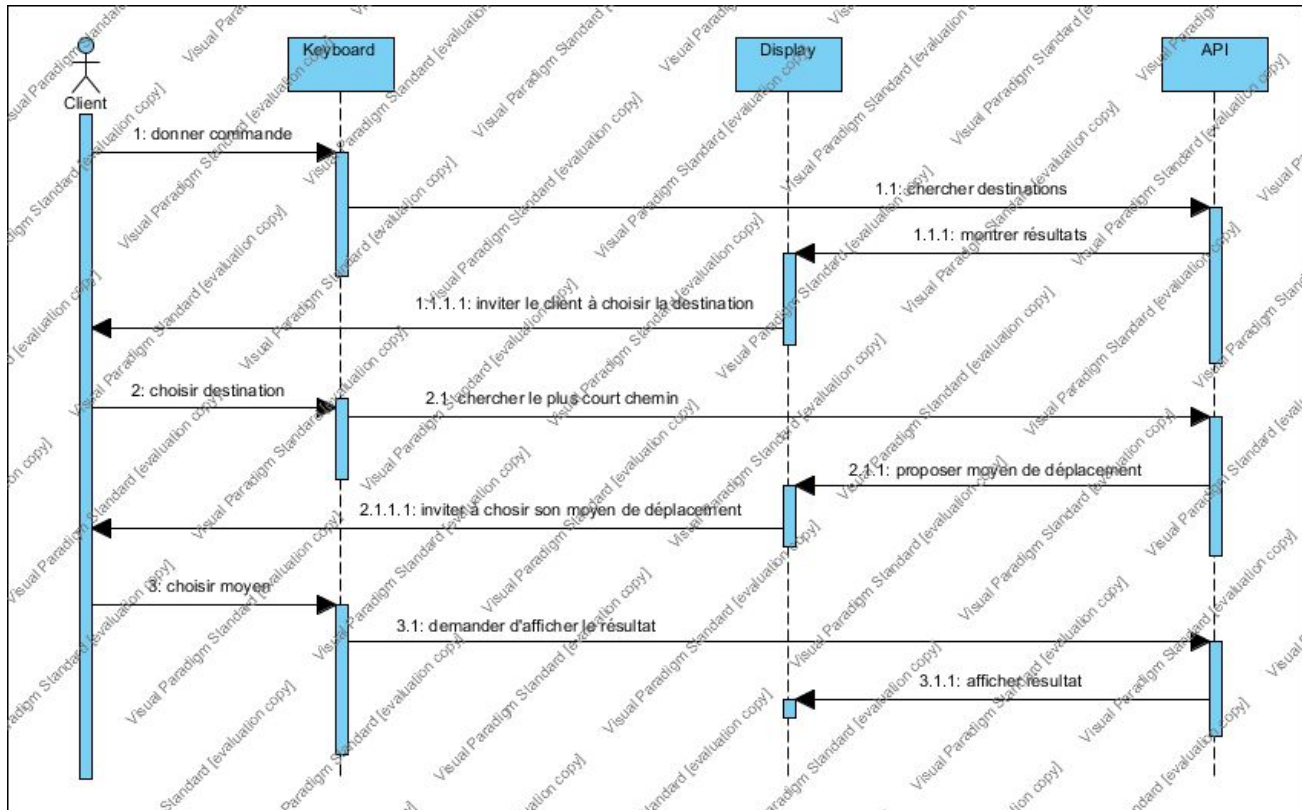 Keyboard
Display
API
Client
1: donner commande
1.1: chercher destinations
1.1.1: montrer résultats
1.1.1.1: inviter le client à choisir la destination
2: choisir destination
2.1: chercher le plus court chemin
2.1.1: proposer moyen de déplacement
2.1.1.1: inviter à chosir son moyen de déplacement
3: choisir moyen
3.1: demander d'afficher le résultat
3.1.1: afficher résultat
Visual Paradigm Standard [evaluation copy]